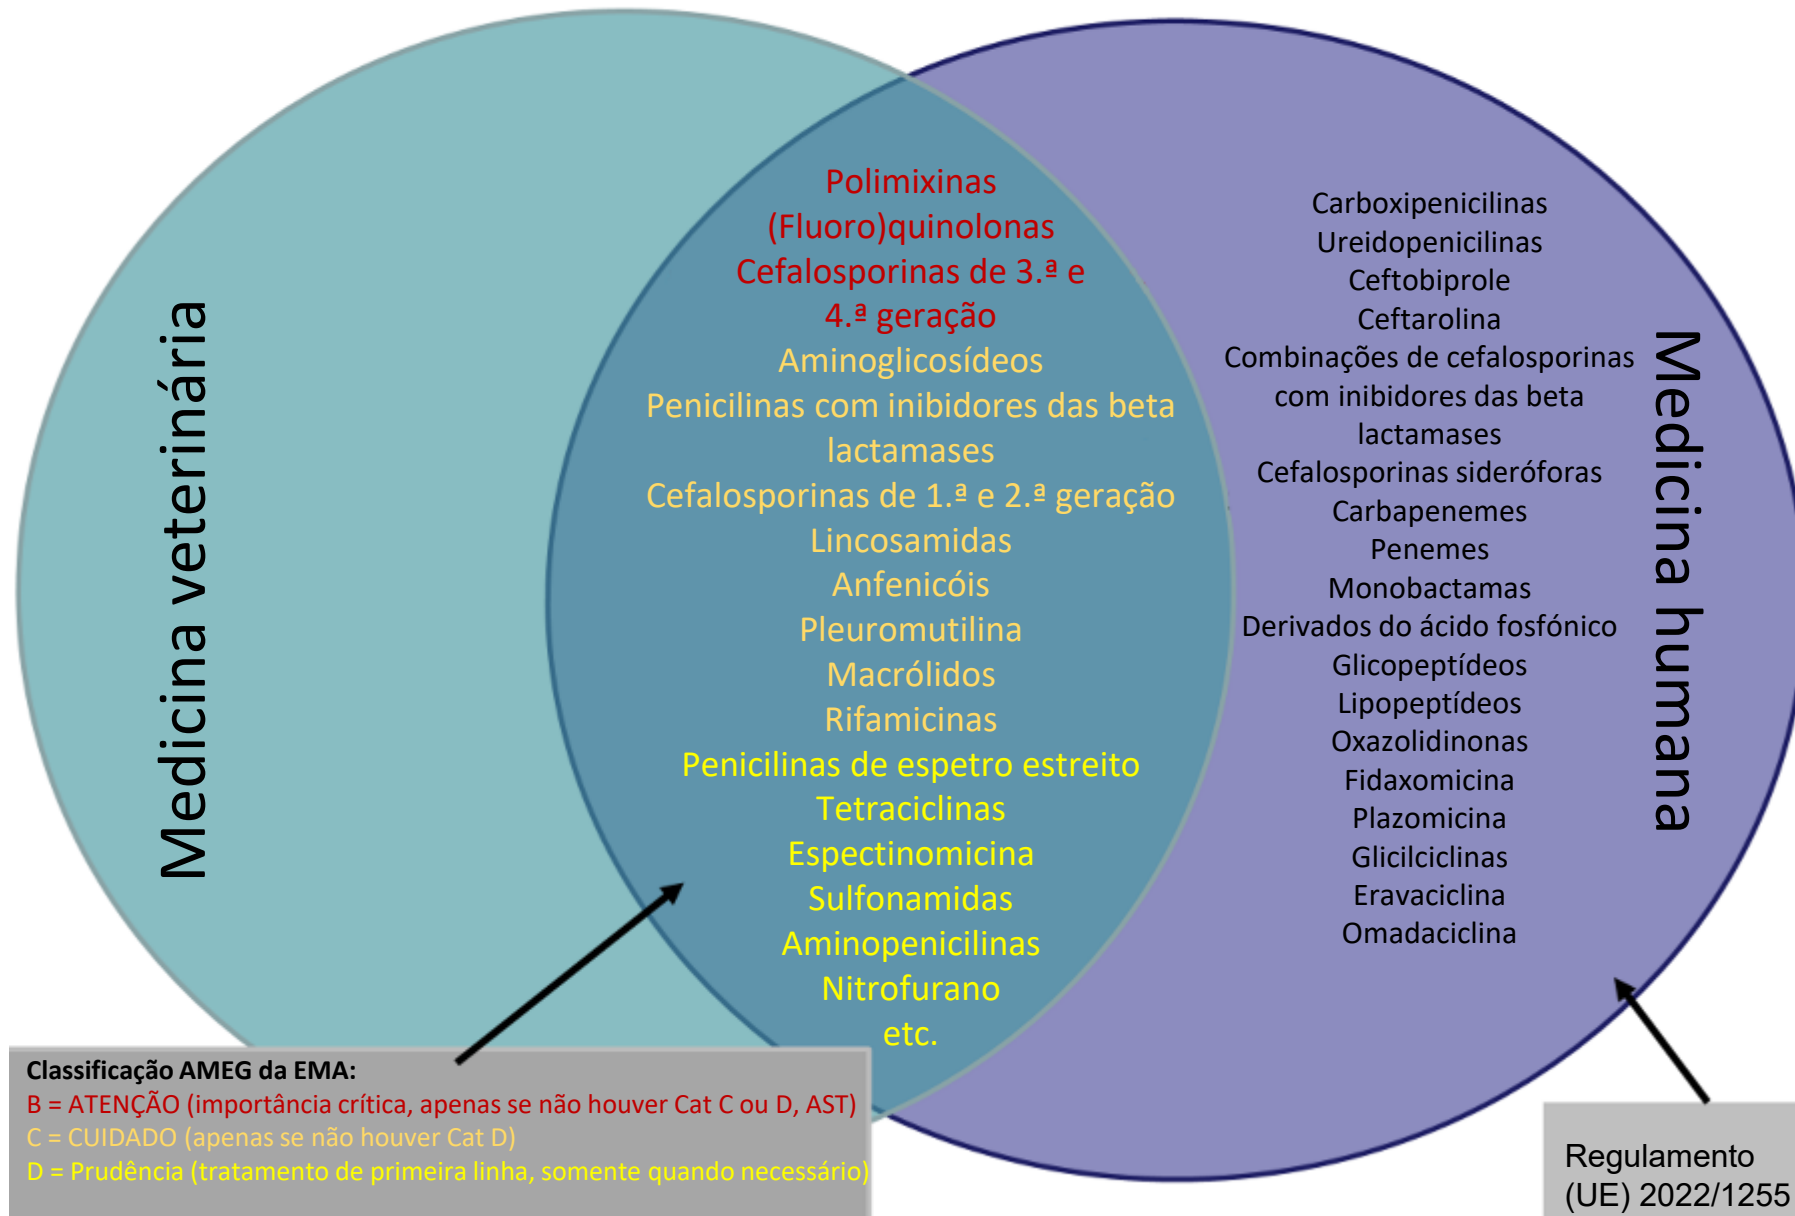 Medicina veterinária
Polimixinas
(Fluoro)quinolonas
Cefalosporinas de 3.ª e
4.ª geração
Aminoglicosídeos
Penicilinas com inibidores das beta
lactamases
Cefalosporinas de 1.ª e 2.ª geração
Lincosamidas
Anfenicóis
Pleuromutilina
Macrólidos
Rifamicinas
Penicilinas de espetro estreito
Tetraciclinas
Espectinomicina
Sulfonamidas
Aminopenicilinas
Nitrofurano
etc.
Carboxipenicilinas
Ureidopenicilinas
Ceftobiprole
Ceftarolina
Combinações de cefalosporinas
com inibidores das beta
lactamases
Cefalosporinas sideróforas
Carbapenemes
Penemes
Monobactamas
Derivados do ácido fosfónico
Glicopeptídeos
Lipopeptídeos
Oxazolidinonas
Fidaxomicina
Plazomicina
Glicilciclinas
Eravaciclina
Omadaciclina
Medicina humana
Classificação AMEG da EMA:
B = ATENÇÃO (importância crítica, apenas se não houver Cat C ou D, AST)
C = CUIDADO (apenas se não houver Cat D)
D = Prudência (tratamento de primeira linha, somente quando necessário)
Regulamento
(UE) 2022/1255